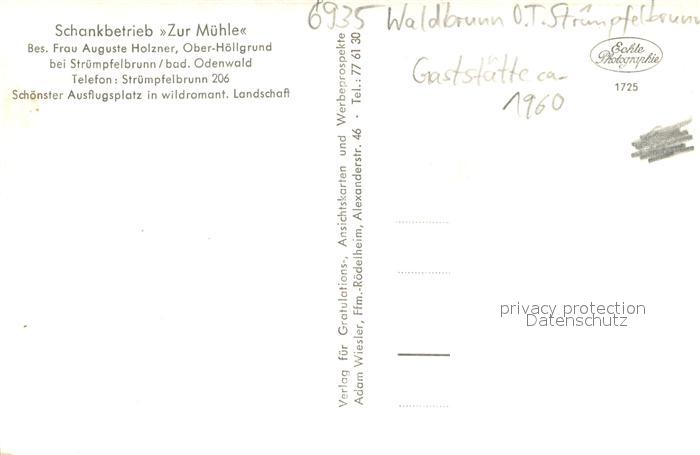 Schankbetrieb »Zur Mühle«
Bes. Frau Auguste Holzner, Ober-Höllgrund
bei Strümpfelbrunn/bad. Odenwald
Telefon: Strümpfelbrunn 206
Schönster Ausflugsplatz in wildromant. Landschaft
6935 Waldbrunn O.T. Strümpfelbrunn
Gaststätte ca.
1960
Echte
Photographie
1725
Verlag für Gratulations-, Ansichtskarten und Werbeprospekte
Adam Wiesler, Ffm.-Rödelheim, Alexanderstr. 46 · Tel.: 77 61 30
privacy protection
Datenschutz